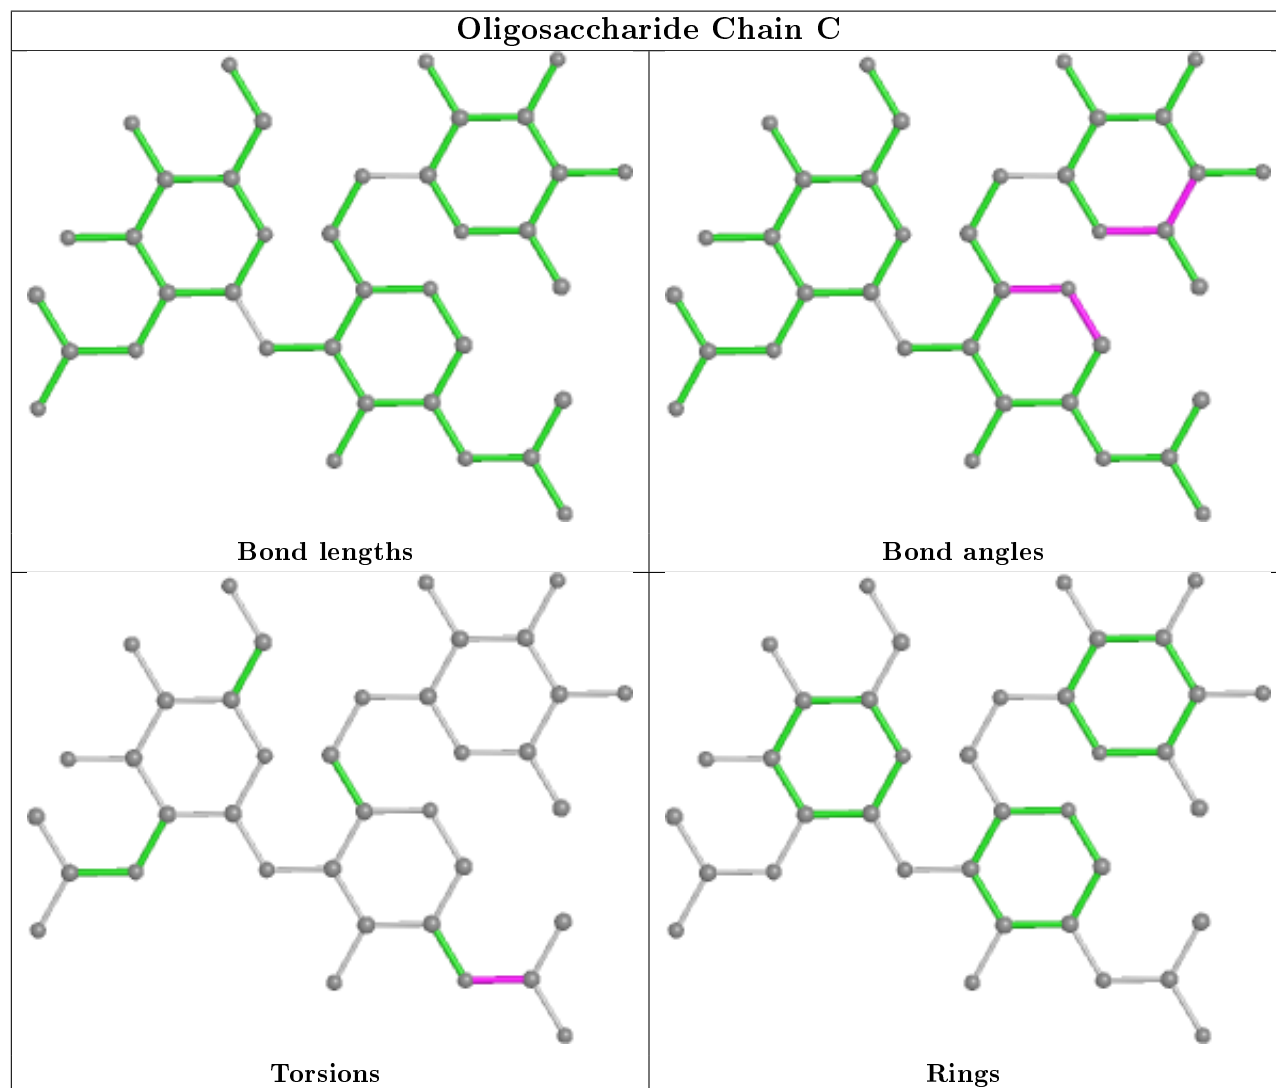 Oligosaccharide Chain C
Bond lengths
Bond angles
Torsions
Rings